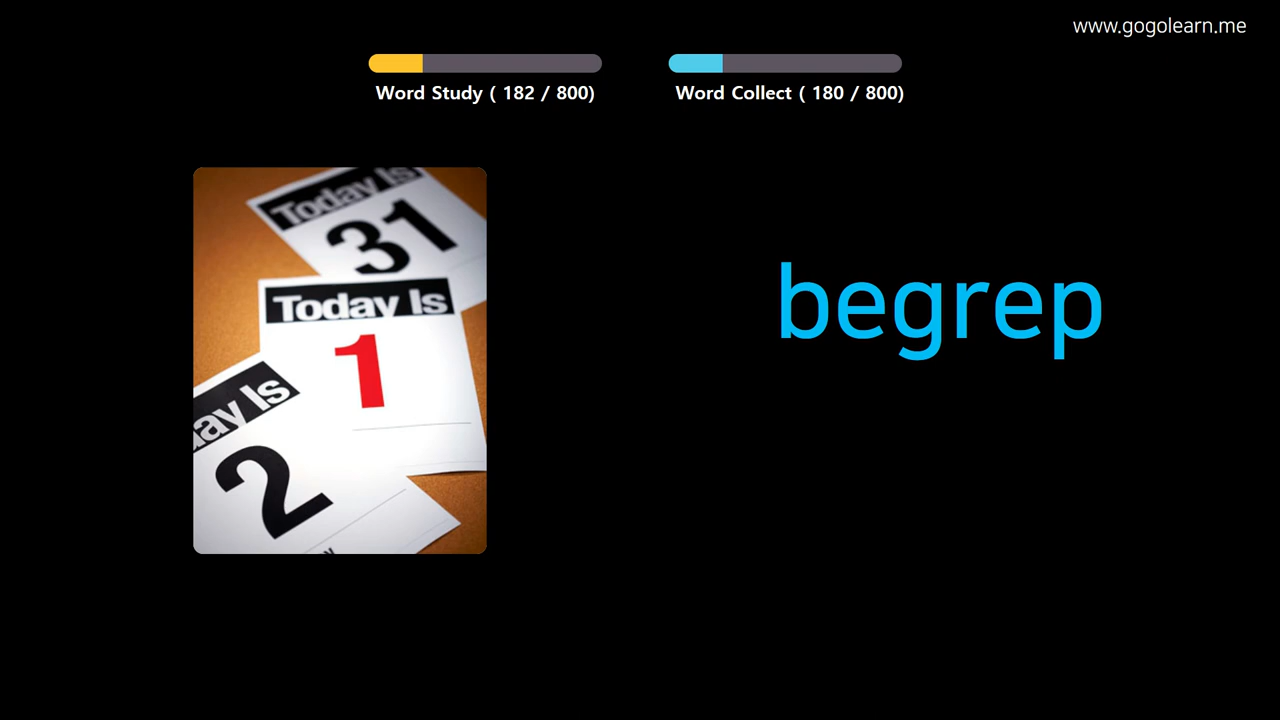 www.gogolearn.me
Word Study ( 182 / 800)
Word Collect ( 180 / 800)
Today Is
31
Today Is
1
ay Is
2
begrep